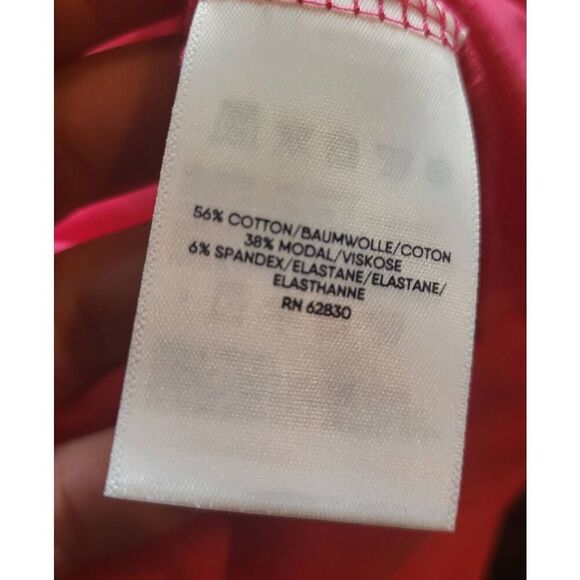 56% COTTON/BAUMWOLLE/COTON
38% MODAL/VISKOSE
6% SPANDEX/ELASTANE/ELASTANE/
ELASTHANNE
RN 62830